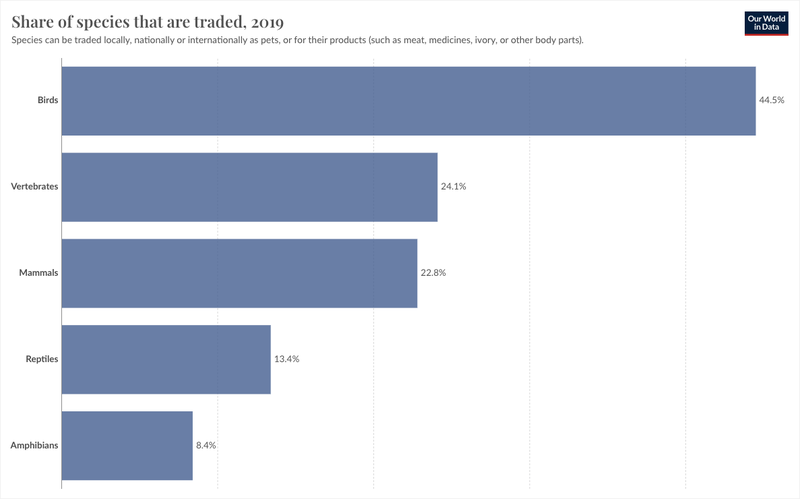 Share of species that are traded, 2019
Our World
in Data
Species can be traded locally, nationally or internationally as pets, or for their products (such as meat, medicines, ivory, or other body parts).
Birds 44.5%
Vertebrates 24.1%
Mammals 22.8%
Reptiles 13.4%
Amphibians 8.4%